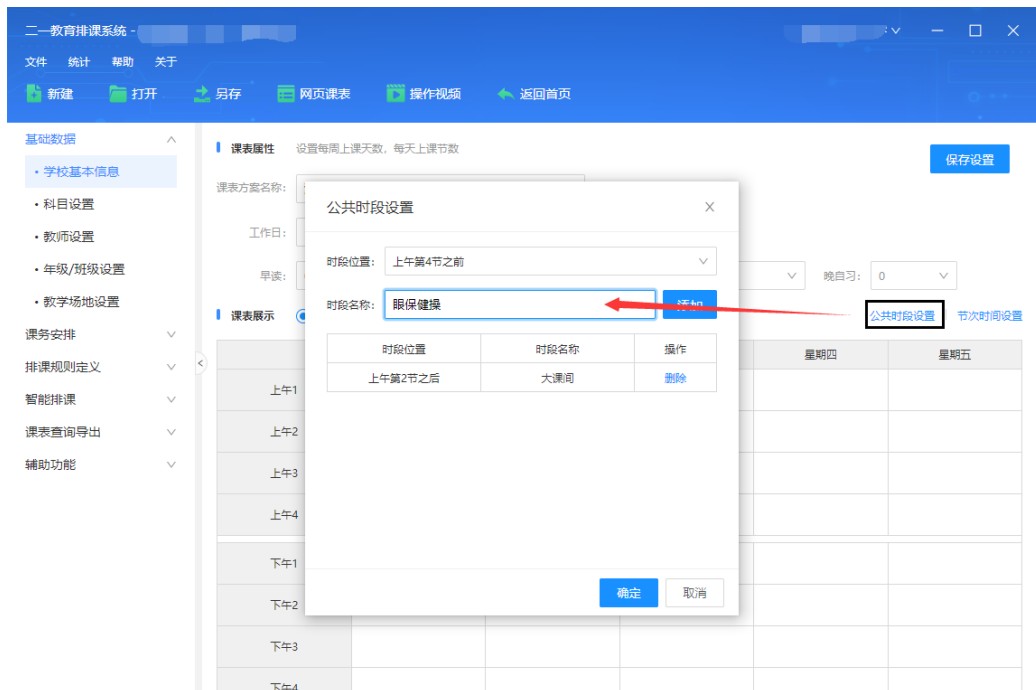 二一教育排课系统 -
文件 统计 帮助 关于
新建 打开 另存 网页课表 操作视频 返回首页
基础数据
• 学校基本信息
• 科目设置
• 教师设置
• 年级/班级设置
• 教学场地设置
课务安排
排课规则定义
智能排课
课表查询导出
辅助功能
课表属性 设置每周上课天数，每天上课节数
保存设置
课表方案名称:
工作日:
早读:
晚自习: 0
课表展示
公共时段设置 节次时间设置
星期四 星期五
上午1
上午2
上午3
上午4
下午1
下午2
下午3
下午4
公共时段设置
时段位置: 上午第4节之前
时段名称: 眼保健操 添加
时段位置 时段名称 操作
上午第2节之后 大课间 删除
确定 取消